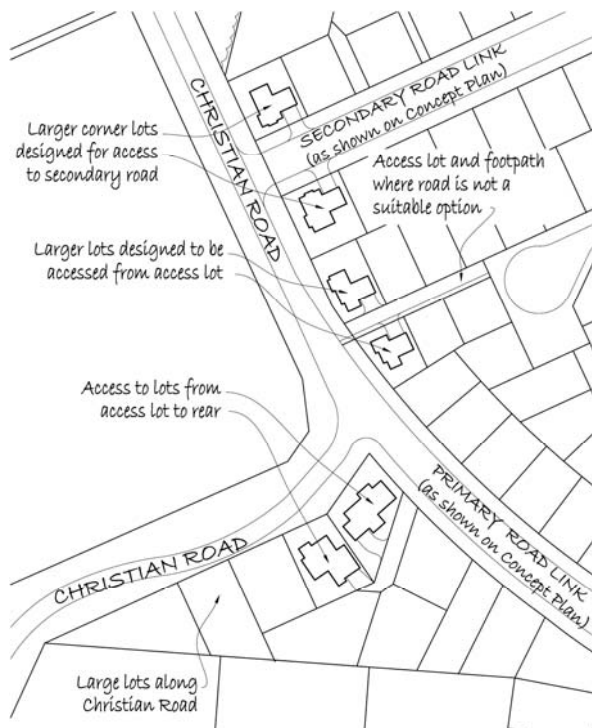 CHRISTIAN ROAD
SECONDARY ROAD LINK
(as shown on Concept Plan)
Larger corner lots
designed for access
to secondary road
Access lot and footpath
where road is not a
suitable option
Larger lots designed to be
accessed from access lot
Access to lots from
access lot to rear
PRIMARY ROAD LINK
(as shown on Concept Plan)
CHRISTIAN ROAD
Large lots along
Christian Road